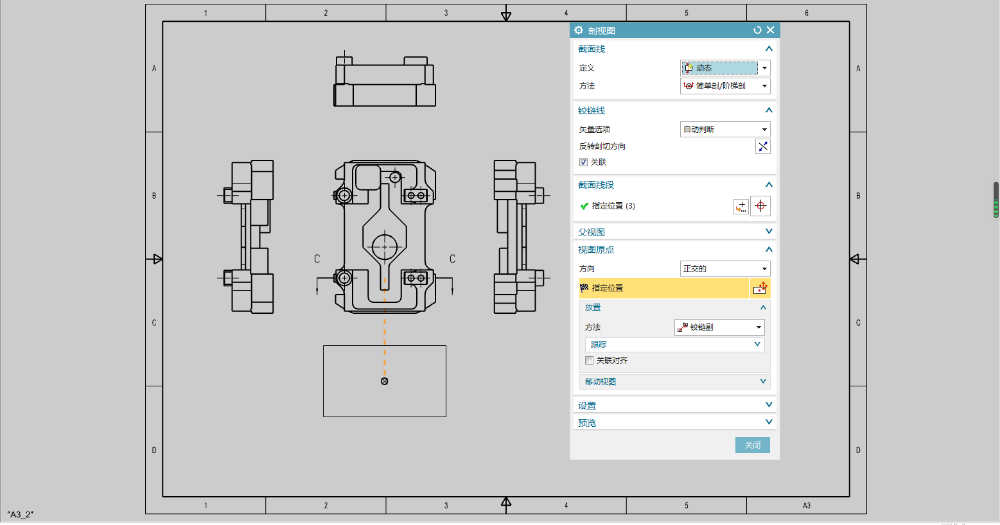 1 2 3 4 5 6
剖视图
截面线
A A
定义 动态
方法 简单剖/阶梯剖
铰链线
矢量选项 自动判断
反转剖切方向
关联
截面线段
B B
指定位置 (3)
父视图
视图原点
C C
方向 正交的
指定位置
放置
C C
方法 铰链副
跟踪
关联对齐
移动视图
设置
预览
关闭
D D
1 2 3 4 5 A3
"A3_2"